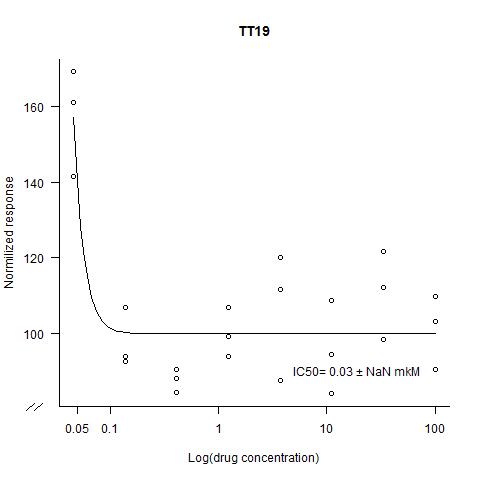 TT19
Normilized response
160
140
120
100
IC50= 0.03 ± NaN mkM
0.05 0.1 1 10 100
Log(drug concentration)